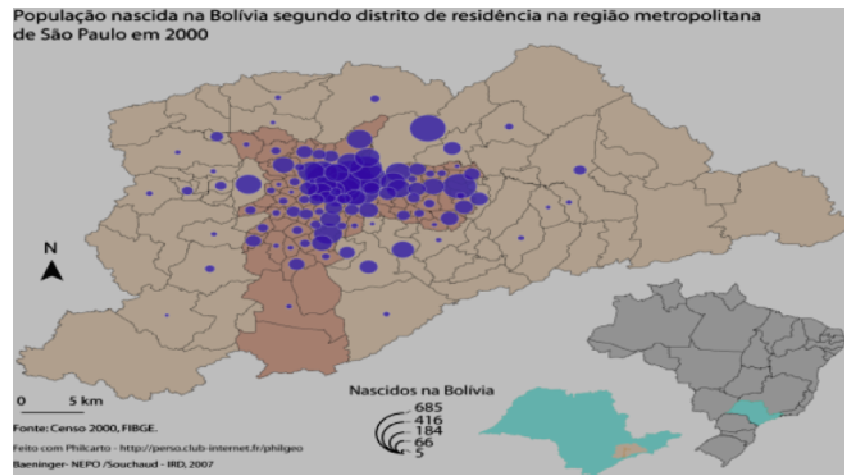 População nascida na Bolívia segundo distrito de residência na região metropolitana
de São Paulo em 2000
N
0 5 km
Nascidos na Bolívia
685
416
184
66
5
Fonte: Censo 2000, FIBGE.
Feito com Philcarto - http://perso.club-internet.fr/philgeo
Baeninger- NEPO /Souchaud - IRD, 2007